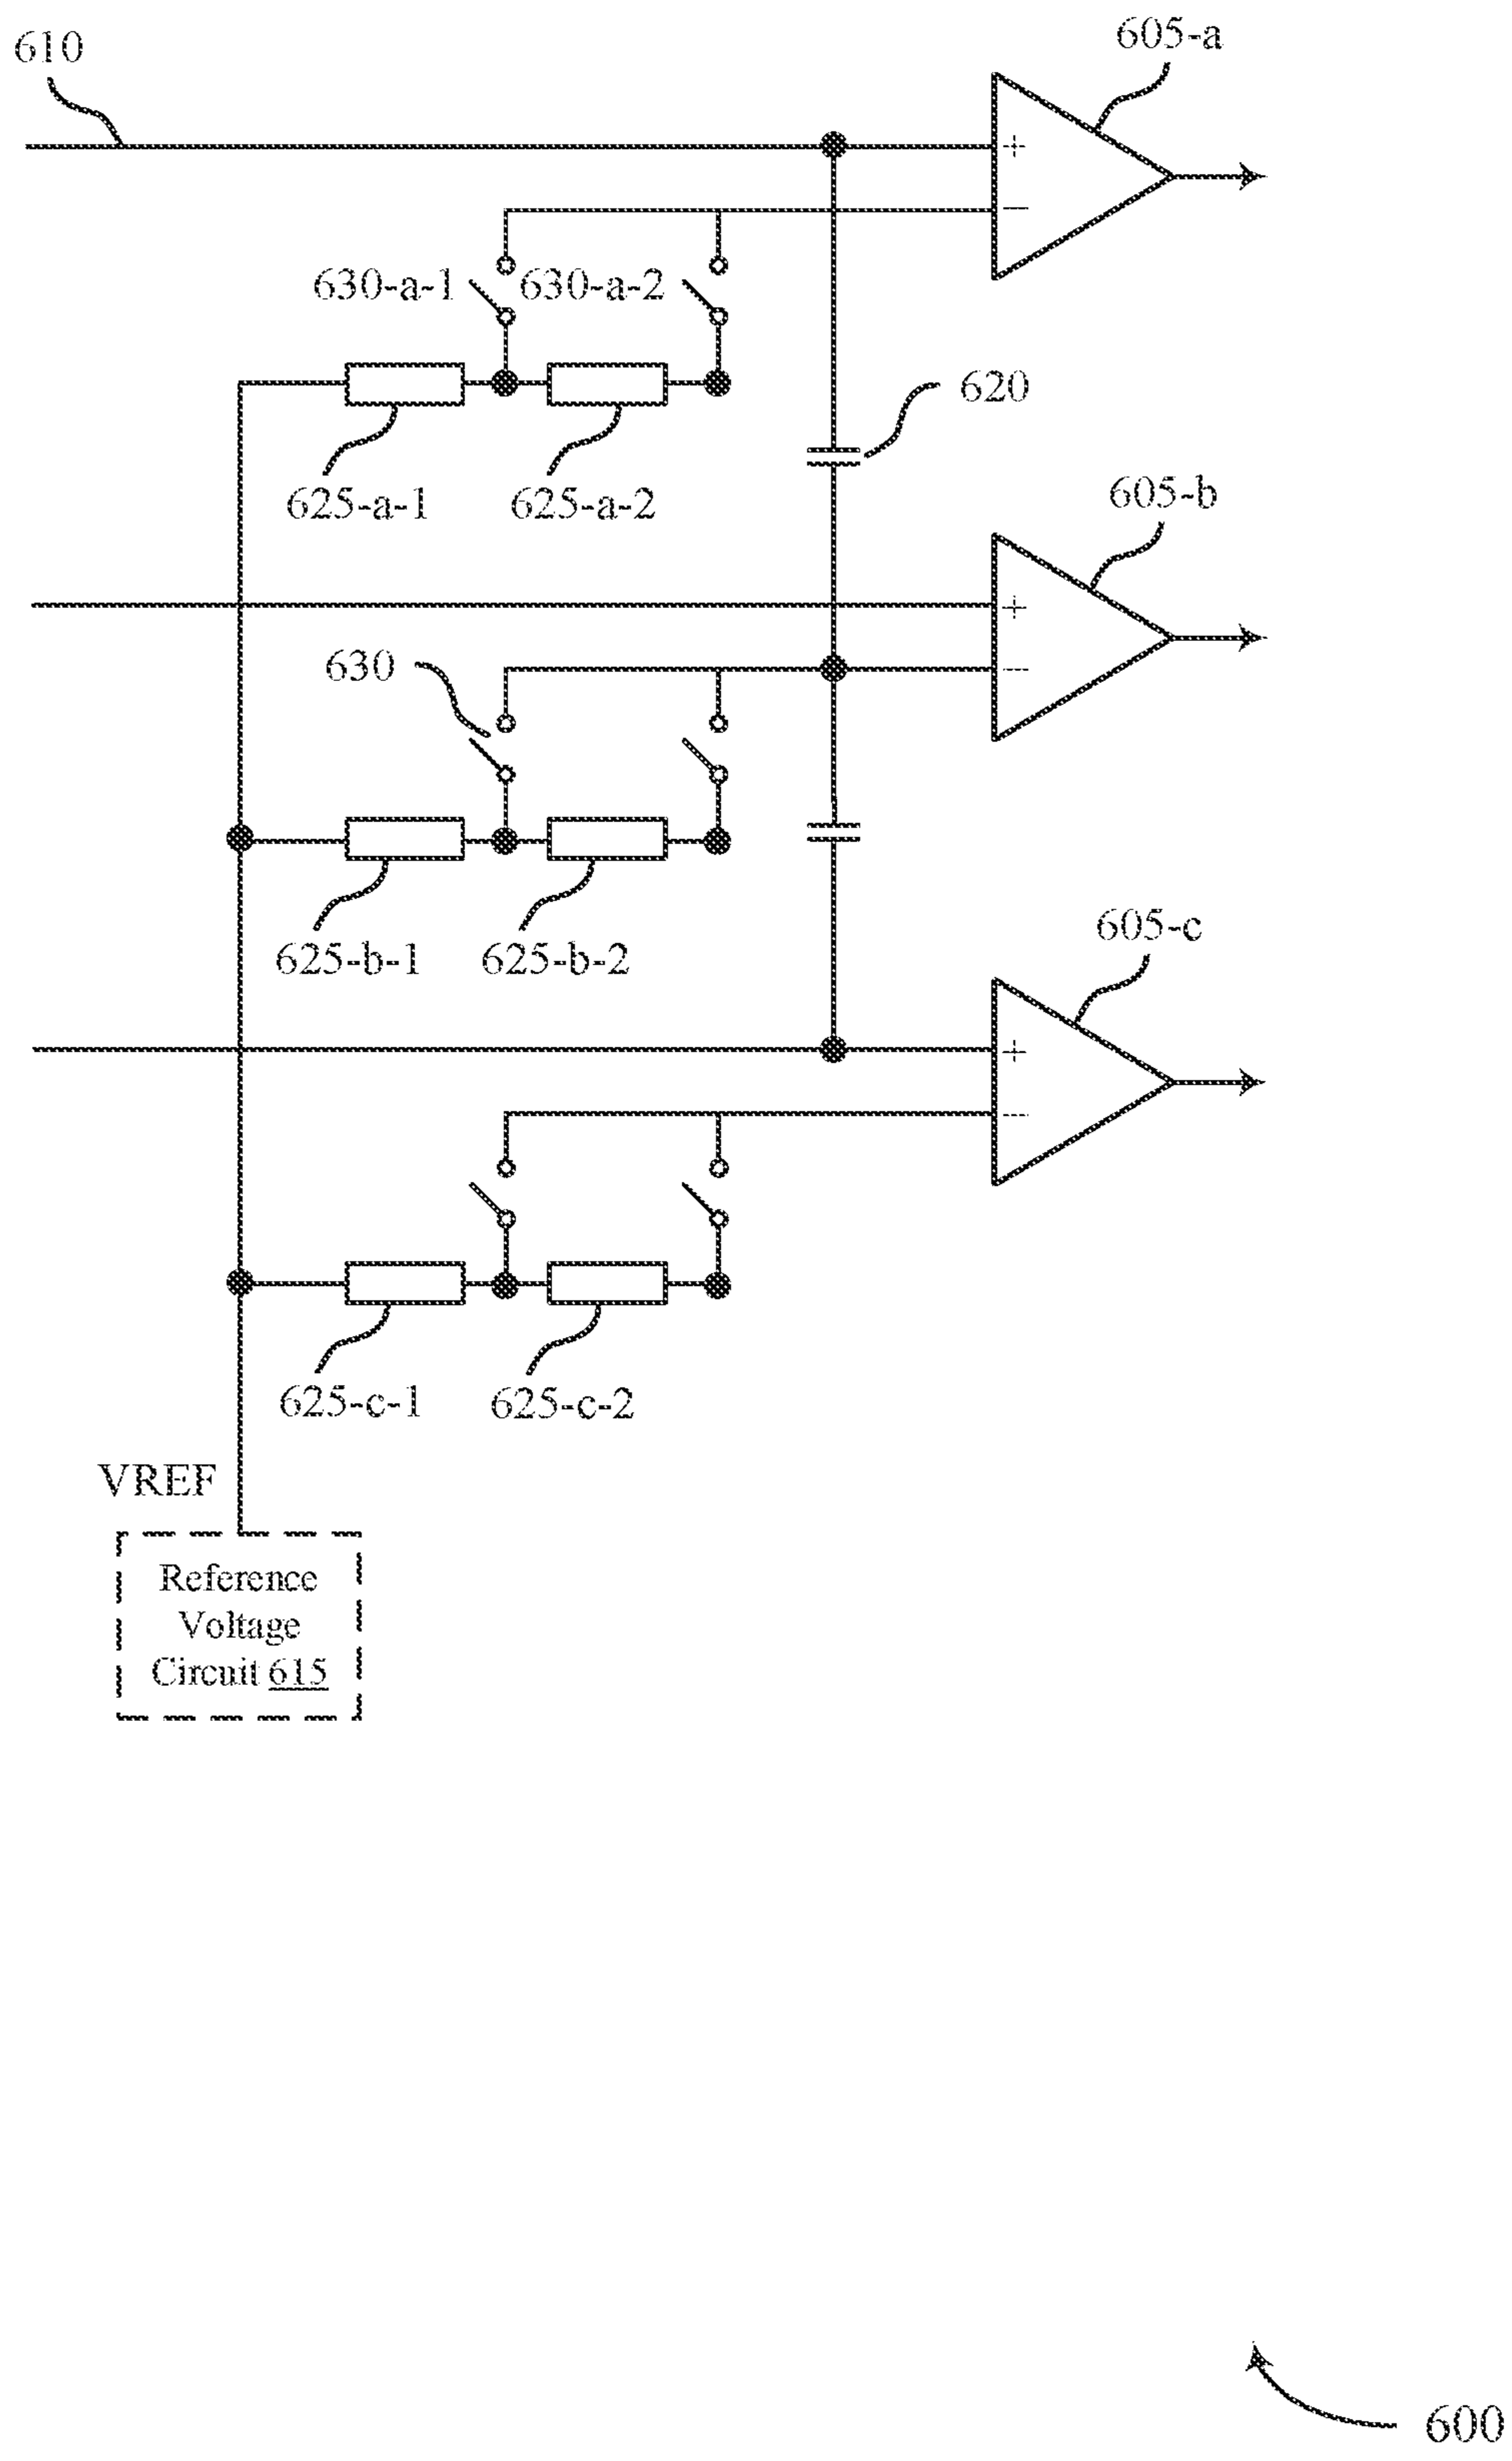 610
605-a
+
−
630-a-1
630-a-2
620
625-a-1
625-a-2
605-b
+
−
630
625-b-1
625-b-2
605-c
+
−
625-c-1
625-c-2
VREF
Reference
Voltage
Circuit 615
600